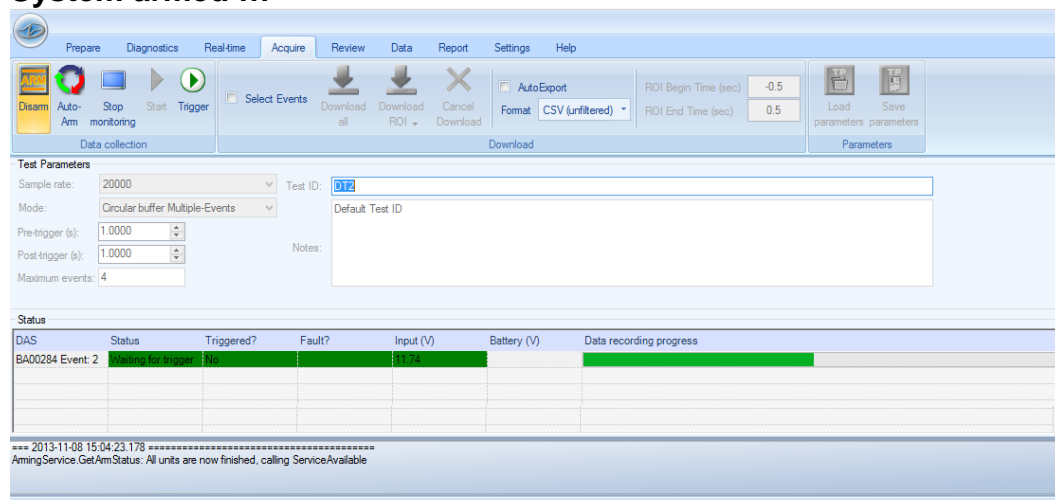 Prepare Diagnostics Real-time Acquire Review Data Report Settings Help
ARM
Disarm Auto-Arm Stop monitoring Start Trigger
Data collection
Select Events Download all Download ROI Cancel Download
AutoExport
Format CSV (unfiltered)
ROI Begin Time (sec) -0.5
ROI End Time (sec) 0.5
Download
Load parameters Save parameters
Parameters
Test Parameters
Sample rate: 20000 Test ID: DT2
Mode: Circular buffer Multiple-Events Default Test ID
Pre-trigger (s): 1.0000
Notes:
Post-trigger (s): 1.0000
Maximum events: 4
Status
DAS Status Triggered? Fault? Input (V) Battery (V) Data recording progress
BA00284 Event: 2 Waiting for trigger No 11.74
=== 2013-11-08 15:04:23.178 ========================================
ArmingService.GetArmStatus: All units are now finished, calling ServiceAvailable